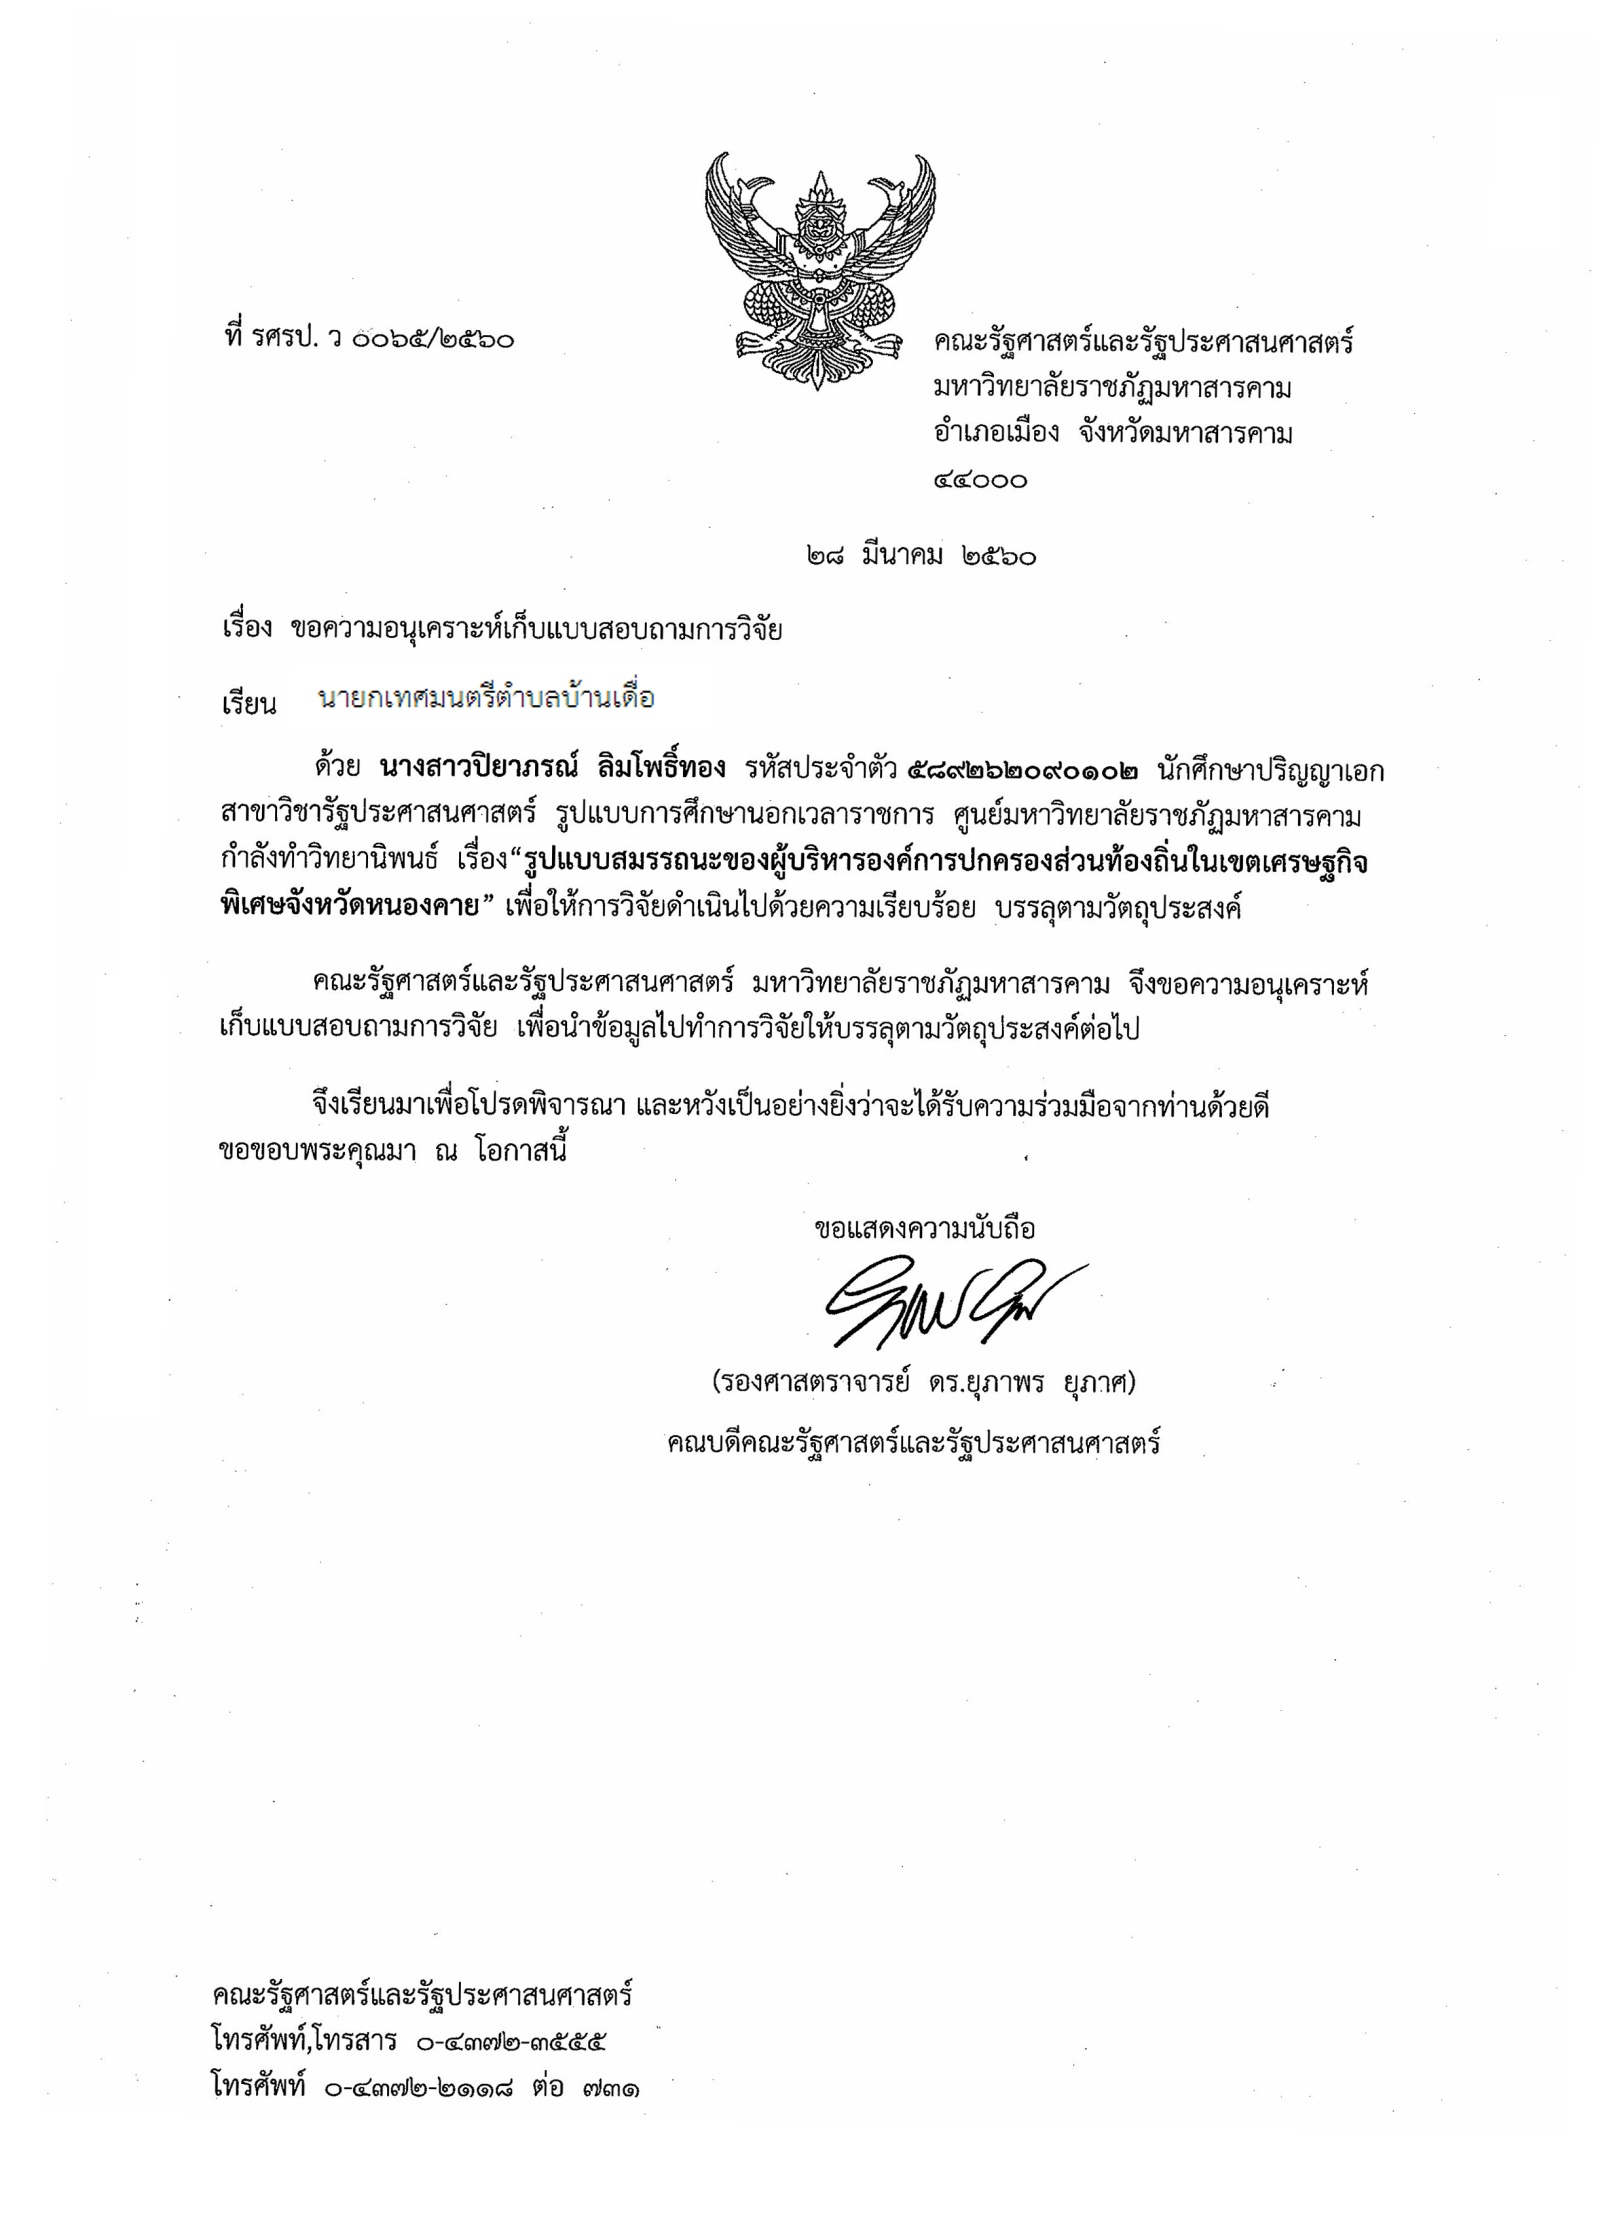 ที่ รศรป. ว ๐๐๖๕/๒๕๖๐
คณะรัฐศาสตร์และรัฐประศาสนศาสตร์
มหาวิทยาลัยราชภัฏมหาสารคาม
อำเภอเมือง จังหวัดมหาสารคาม
๔๔๐๐๐
๒๘ มีนาคม ๒๕๖๐
เรื่อง ขอความอนุเคราะห์เก็บแบบสอบถามการวิจัย
เรียน นายกเทศมนตรีตำบลบ้านเดื่อ
ด้วย นางสาวปิยาภรณ์ ลิมโพธิ์ทอง รหัสประจำตัว ๕๘๙๒๖๒๐๙๐๑๐๒ นักศึกษาปริญญาเอก
สาขาวิชารัฐประศาสนศาสตร์ รูปแบบการศึกษานอกเวลาราชการ ศูนย์มหาวิทยาลัยราชภัฏมหาสารคาม
กำลังทำวิทยานิพนธ์ เรื่อง“รูปแบบสมรรถนะของผู้บริหารองค์การปกครองส่วนท้องถิ่นในเขตเศรษฐกิจ
พิเศษจังหวัดหนองคาย” เพื่อให้การวิจัยดำเนินไปด้วยความเรียบร้อย บรรลุตามวัตถุประสงค์
คณะรัฐศาสตร์และรัฐประศาสนศาสตร์ มหาวิทยาลัยราชภัฏมหาสารคาม จึงขอความอนุเคราะห์
เก็บแบบสอบถามการวิจัย เพื่อนำข้อมูลไปทำการวิจัยให้บรรลุตามวัตถุประสงค์ต่อไป
จึงเรียนมาเพื่อโปรดพิจารณา และหวังเป็นอย่างยิ่งว่าจะได้รับความร่วมมือจากท่านด้วยดี
ขอขอบพระคุณมา ณ โอกาสนี้
ขอแสดงความนับถือ
(รองศาสตราจารย์ ดร.ยุภาพร ยุภาศ)
คณบดีคณะรัฐศาสตร์และรัฐประศาสนศาสตร์
คณะรัฐศาสตร์และรัฐประศาสนศาสตร์
โทรศัพท์,โทรสาร ๐-๔๓๗๒-๓๕๕๕
โทรศัพท์ ๐-๔๓๗๒-๒๑๑๘ ต่อ ๗๓๑